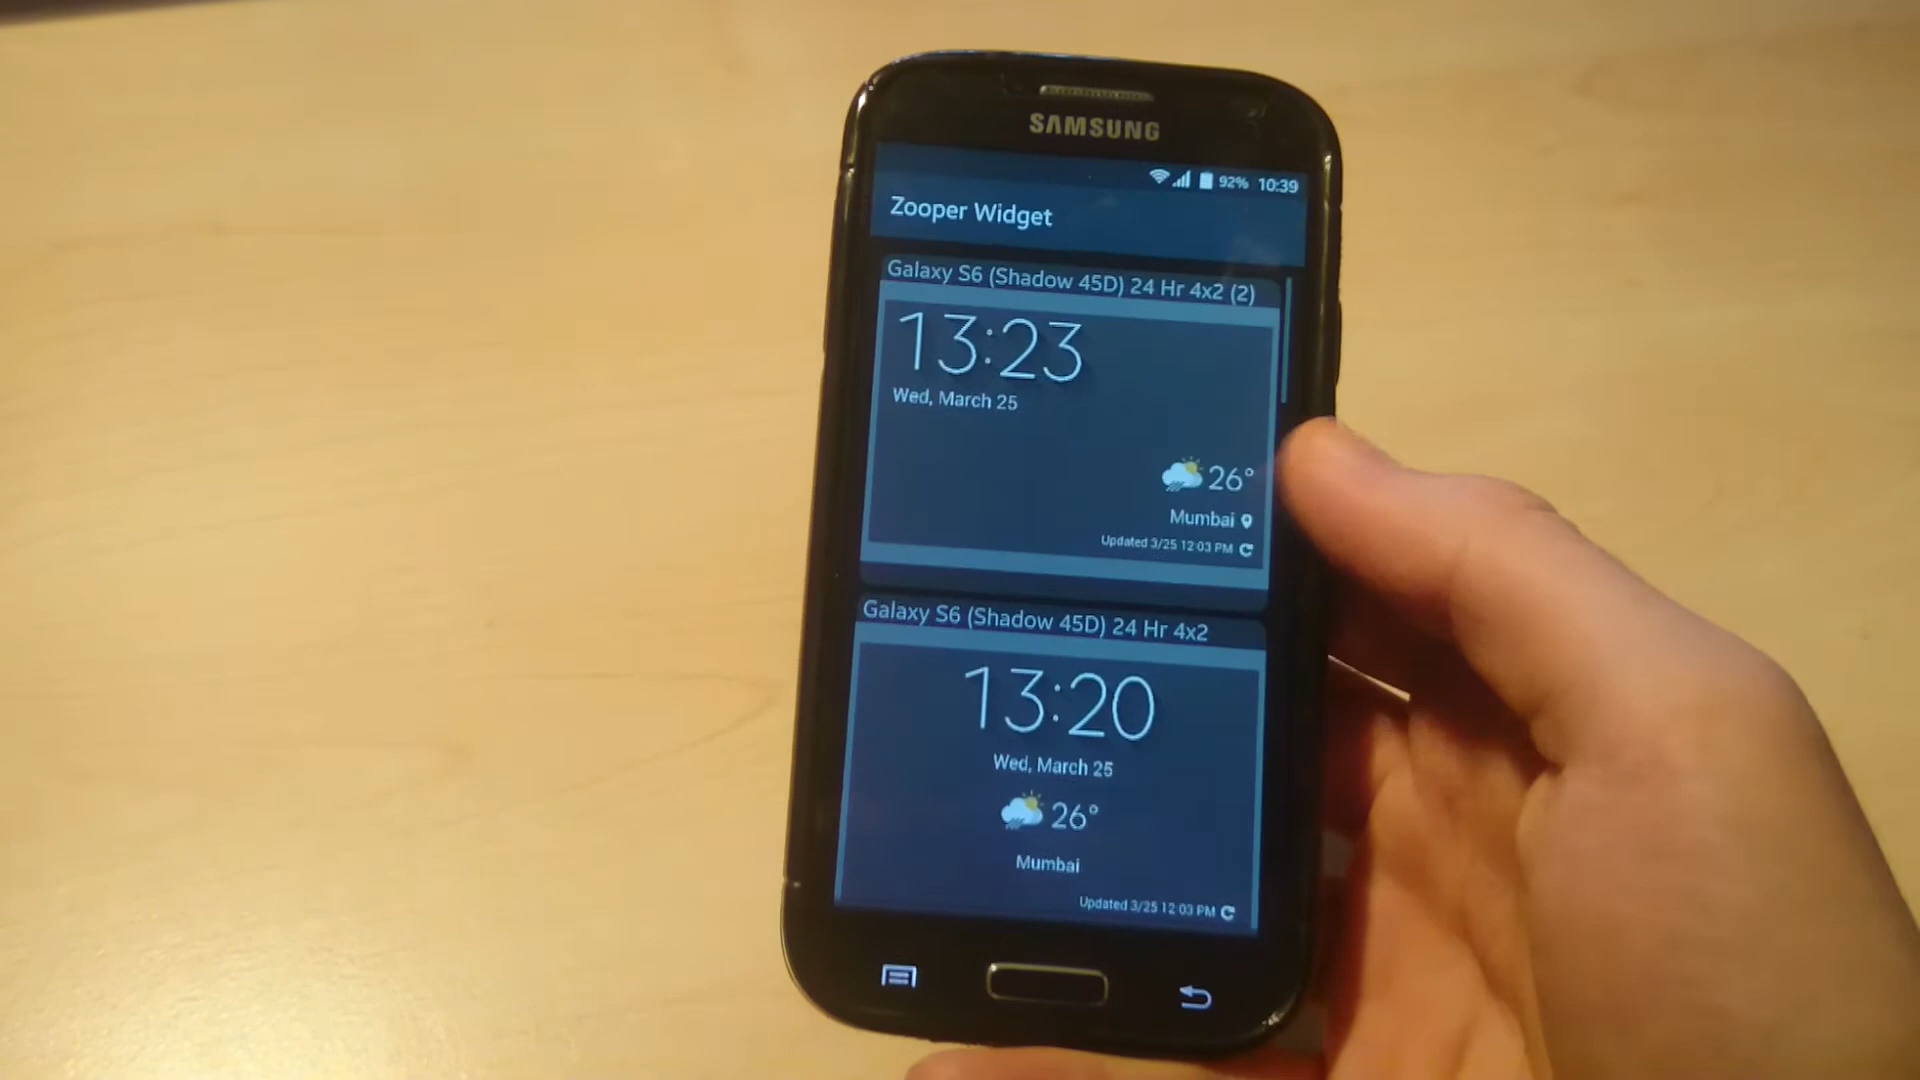 SAMSUNG
92% 10:39
Zooper Widget
Galaxy S6 (Shadow 45D) 24 Hr 4x2 (2)
13:23
Wed, March 25
26°
Mumbai
Updated 3/25 12:03 PM
Galaxy S6 (Shadow 45D) 24 Hr 4x2
13:20
Wed, March 25
26°
Mumbai
Updated 3/25 12:03 PM